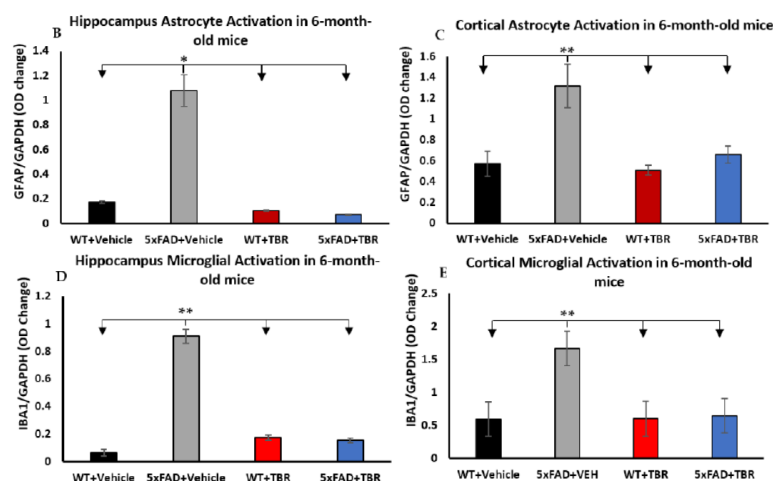 B
Hippocampus Astrocyte Activation in 6-month-
old mice
GFAP/GAPDH (OD change)
1.4
1.2
1
0.8
0.6
0.4
0.2
0
*
WT+Vehicle 5xFAD+Vehicle WT+TBR 5xFAD+TBR
C
Cortical Astrocyte Activation in 6-month-old mice
GFAP/GAPDH (OD change)
1.6
1.4
1.2
1.0
0.8
0.6
0.4
0.2
0.0
**
WT+Vehicle 5xFAD+Vehicle WT+TBR 5xFAD+TBR
D
Hippocampus Microglial Activation in 6-month-
old mice
IBA1/GAPDH (OD Change)
1.2
1
0.8
0.6
0.4
0.2
0
**
WT+Vehicle 5xFAD+Vehicle WT+TBR 5xFAD+TBR
E
Cortical Microglial Activation in 6-month-old
mice
IBA1/GAPDH (OD Change)
2.5
2
1.5
1
0.5
0
**
WT+Vehicle 5xFAD+VEH WT+TBR 5xFAD+TBR